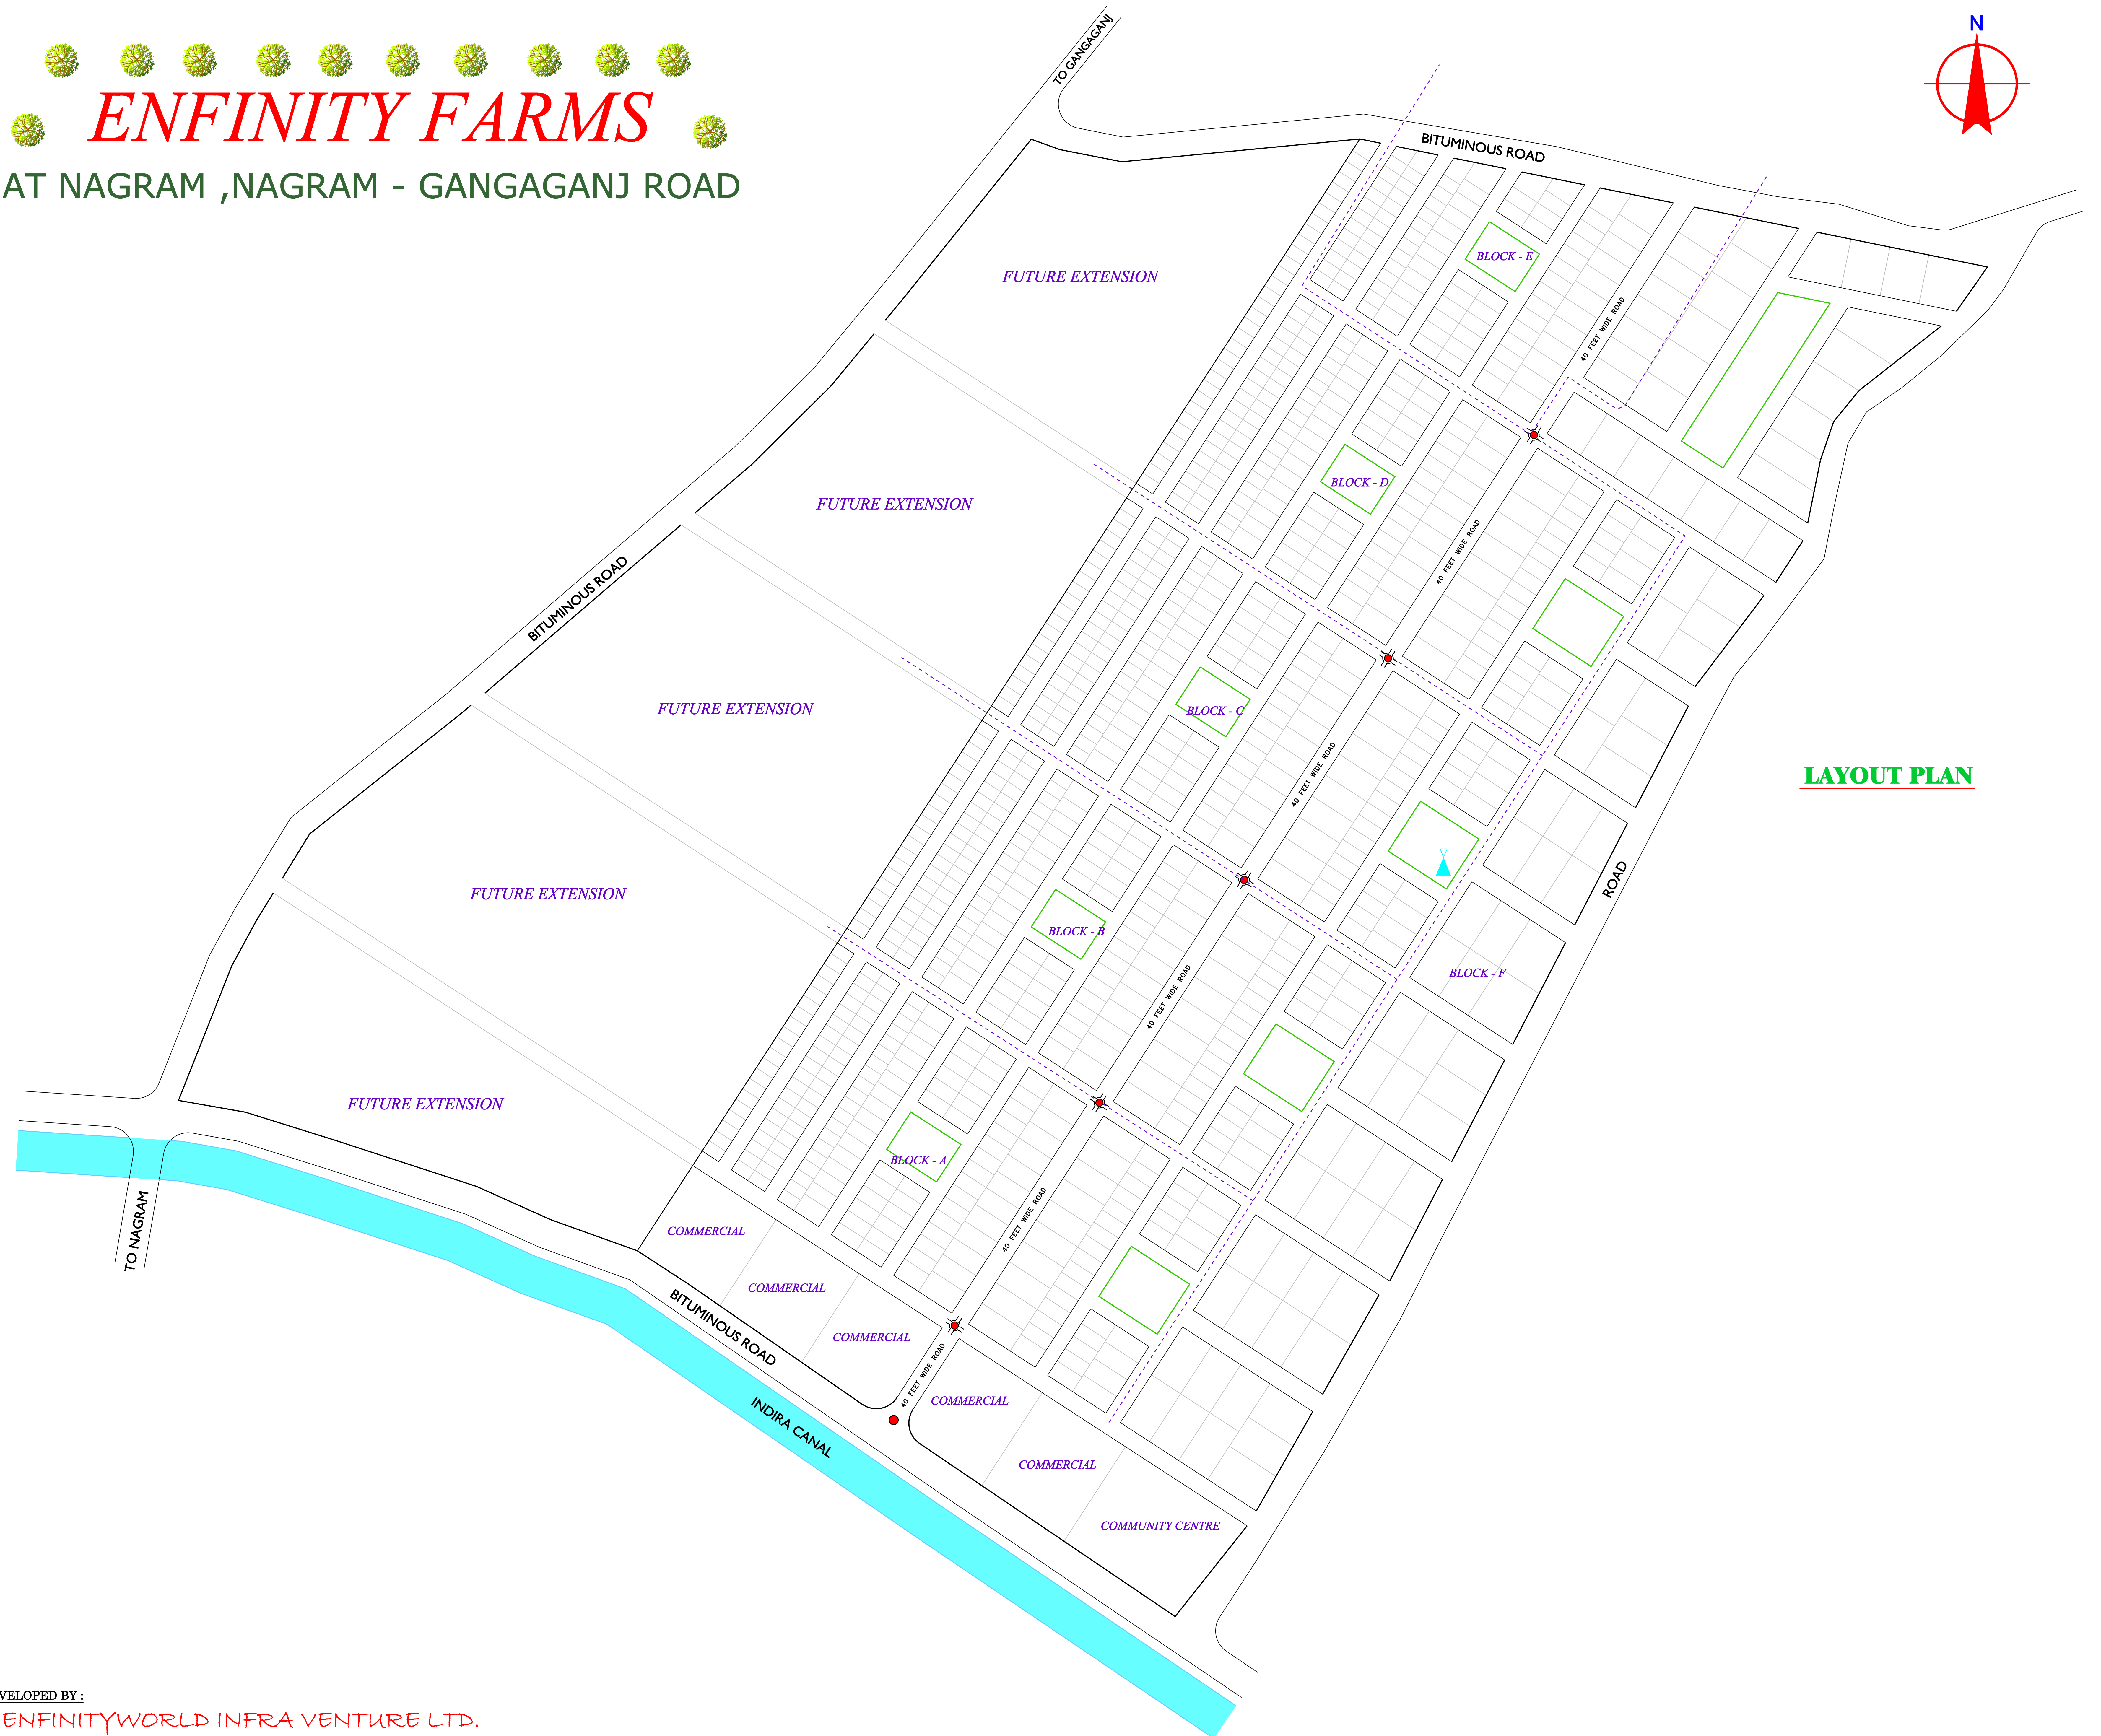 N
TO GANGAGANJ
ENFINITY FARMS
AT NAGRAM ,NAGRAM - GANGAGANJ ROAD
BITUMINOUS ROAD
BLOCK - E
FUTURE EXTENSION
40 FEET WIDE ROAD
BLOCK - D
FUTURE EXTENSION
40 FEET WIDE ROAD
BITUMINOUS ROAD
FUTURE EXTENSION
BLOCK - C
40 FEET WIDE ROAD
LAYOUT PLAN
ROAD
FUTURE EXTENSION
BLOCK - B
BLOCK - F
40 FEET WIDE ROAD
FUTURE EXTENSION
BLOCK - A
TO NAGRAM
40 FEET WIDE ROAD
COMMERCIAL
COMMERCIAL
BITUMINOUS ROAD
COMMERCIAL
40 FEET WIDE ROAD
COMMERCIAL
INDIRA CANAL
COMMERCIAL
COMMUNITY CENTRE
VELOPED BY :
ENFINITYWORLD INFRA VENTURE LTD.